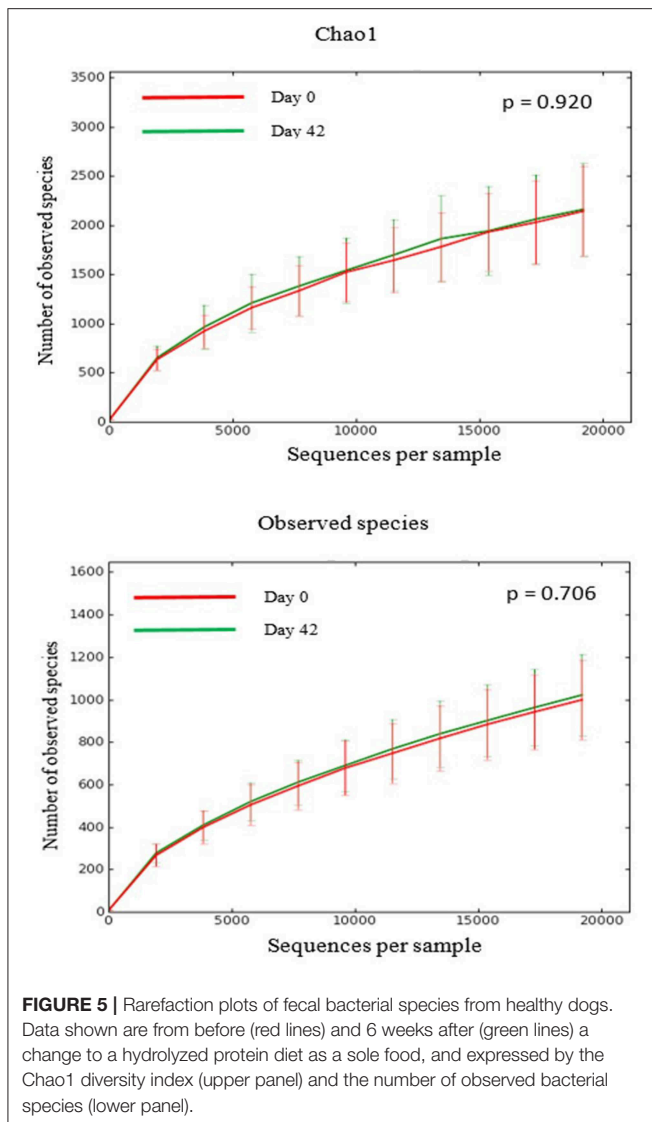 Chao1
3500
3000
2500
2000
1500
1000
500
0
Number of observed species
Day 0
Day 42
p = 0.920
0 5000 10000 15000 20000
Sequences per sample
Observed species
1600
1400
1200
1000
800
600
400
200
0
Number of observed species
Day 0
Day 42
p = 0.706
0 5000 10000 15000 20000
Sequences per sample
FIGURE 5 | Rarefaction plots of fecal bacterial species from healthy dogs.
Data shown are from before (red lines) and 6 weeks after (green lines) a
change to a hydrolyzed protein diet as a sole food, and expressed by the
Chao1 diversity index (upper panel) and the number of observed bacterial
species (lower panel).